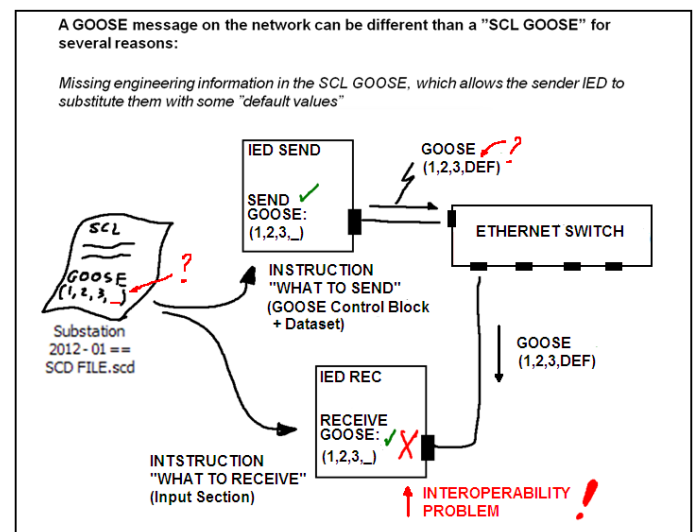 A GOOSE message on the network can be different than a "SCL GOOSE" for
several reasons:
Missing engineering information in the SCL GOOSE, which allows the sender IED to
substitute them with some "default values"
IED SEND
SEND
GOOSE:
(1,2,3,_)
GOOSE
(1,2,3,DEF)
?
ETHERNET SWITCH
SCL
GOOSE
(1,2,3,_)
?
Substation
2012-01==
SCD FILE.scd
INSTRUCTION
"WHAT TO SEND"
(GOOSE Control Block
+ Dataset)
GOOSE
(1,2,3,DEF)
IED REC
RECEIVE
GOOSE:
(1,2,3,_)
X
INTSTRUCTION
"WHAT TO RECEIVE"
(Input Section)
INTEROPERABILITY
PROBLEM
!